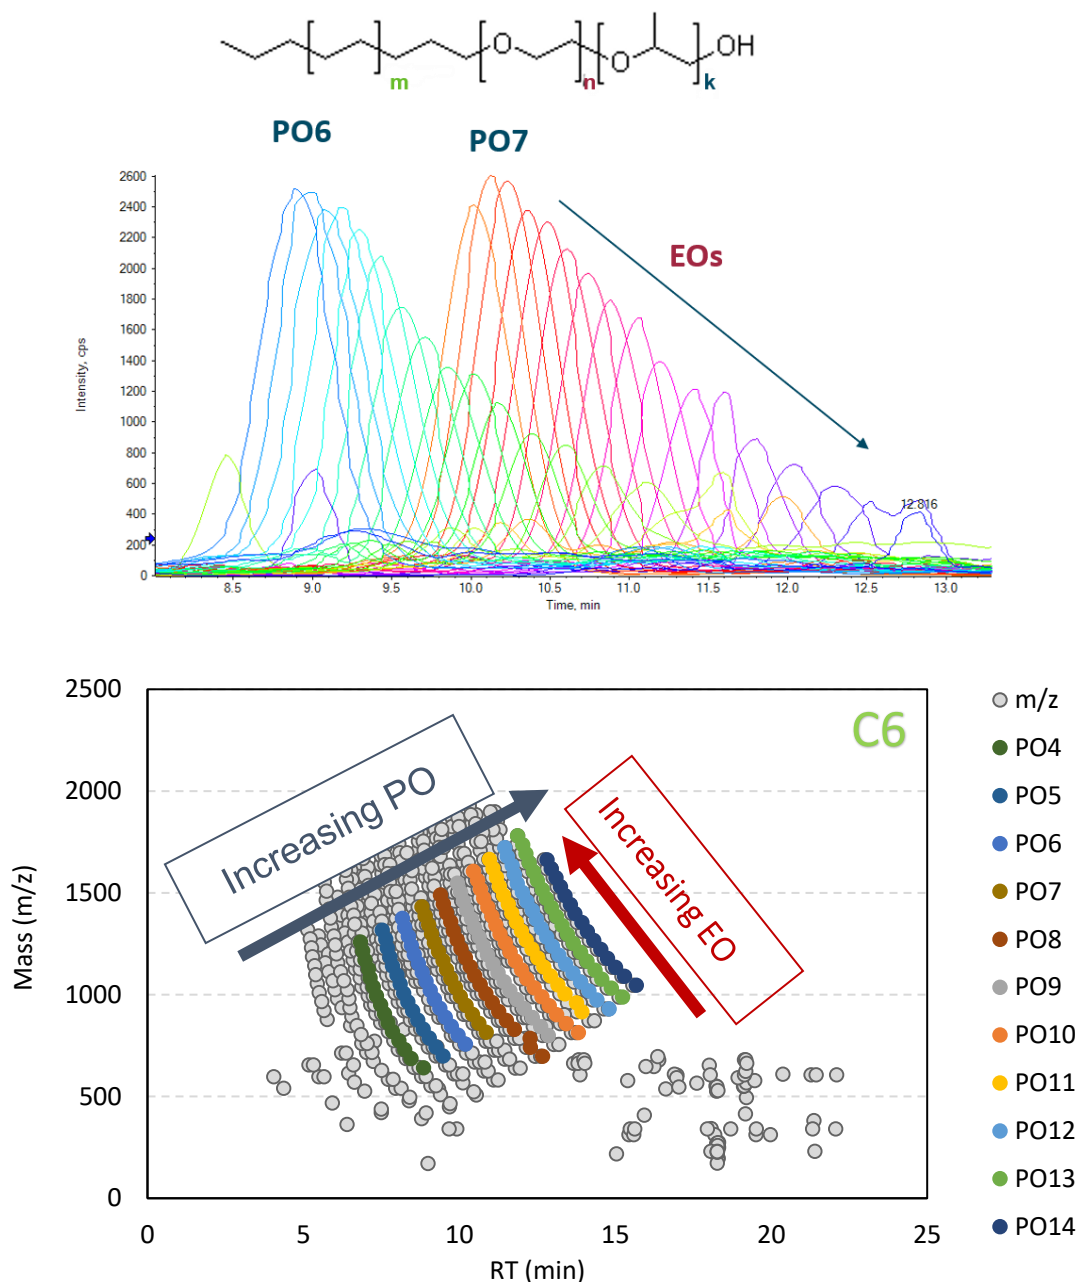 O
O
OH
m
n
k
PO6 PO7
EOs
2600
2400
2200
2000
1800
1600
1400
1200
1000
800
600
400
200
0
Intensity, cps
12.816
8.5 9.0 9.5 10.0 10.5 11.0 11.5 12.0 12.5 13.0
Time, min
C6
Increasing PO
Increasing EO
2500
2000
1500
1000
500
0
Mass (m/z)
0 5 10 15 20 25
RT (min)
m/z
PO4
PO5
PO6
PO7
PO8
PO9
PO10
PO11
PO12
PO13
PO14